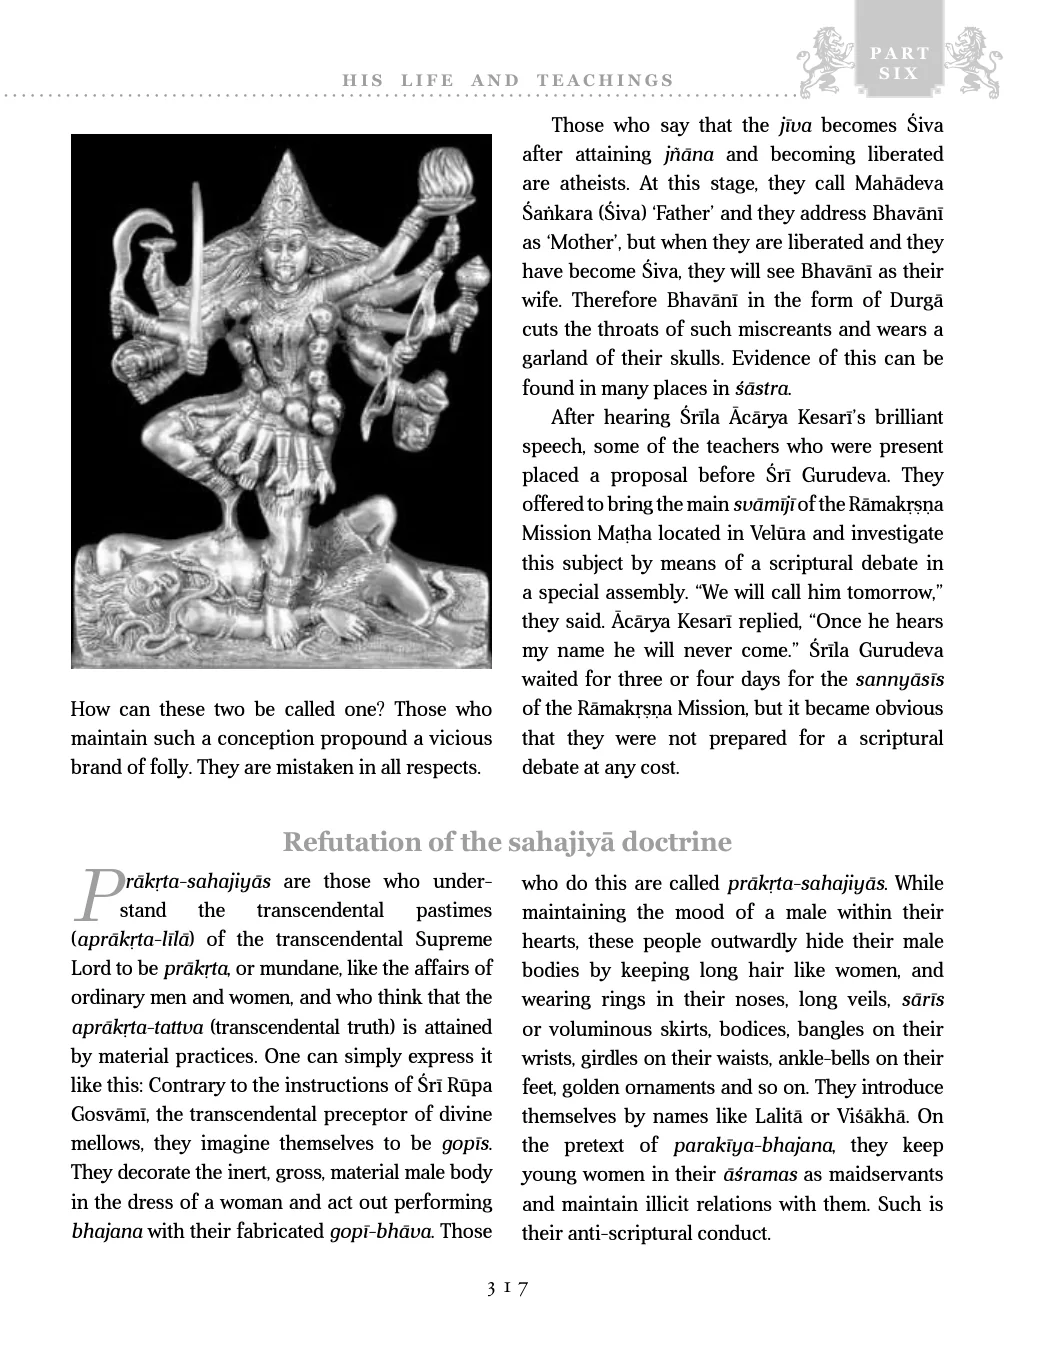 HIS LIFE AND TEACHINGS
PART
SIX
How can these two be called one? Those who
maintain such a conception propound a vicious
brand of folly. They are mistaken in all respects.
Those who say that the jīva becomes Śiva
after attaining jñāna and becoming liberated
are atheists. At this stage, they call Mahādeva
Śaṅkara (Śiva) ‘Father’ and they address Bhavānī
as ‘Mother’, but when they are liberated and they
have become Śiva, they will see Bhavānī as their
wife. Therefore Bhavānī in the form of Durgā
cuts the throats of such miscreants and wears a
garland of their skulls. Evidence of this can be
found in many places in śāstra.
After hearing Śrīla Ācārya Kesarī’s brilliant
speech, some of the teachers who were present
placed a proposal before Śrī Gurudeva. They
offered to bring the main svāmījī of the Rāmakṛṣṇa
Mission Maṭha located in Velūra and investigate
this subject by means of a scriptural debate in
a special assembly. “We will call him tomorrow,”
they said. Ācārya Kesarī replied, “Once he hears
my name he will never come.” Śrīla Gurudeva
waited for three or four days for the sannyāsīs
of the Rāmakṛṣṇa Mission, but it became obvious
that they were not prepared for a scriptural
debate at any cost.
Refutation of the sahajiyā doctrine
Prākṛta-sahajiyās are those who under-
stand the transcendental pastimes
(aprākṛta-līlā) of the transcendental Supreme
Lord to be prākṛta, or mundane, like the affairs of
ordinary men and women, and who think that the
aprākṛta-tattva (transcendental truth) is attained
by material practices. One can simply express it
like this: Contrary to the instructions of Śrī Rūpa
Gosvāmī, the transcendental preceptor of divine
mellows, they imagine themselves to be gopīs.
They decorate the inert, gross, material male body
in the dress of a woman and act out performing
bhajana with their fabricated gopī-bhāva. Those
who do this are called prākṛta-sahajiyās. While
maintaining the mood of a male within their
hearts, these people outwardly hide their male
bodies by keeping long hair like women, and
wearing rings in their noses, long veils, sārīs
or voluminous skirts, bodices, bangles on their
wrists, girdles on their waists, ankle-bells on their
feet, golden ornaments and so on. They introduce
themselves by names like Lalitā or Viśākhā. On
the pretext of parakīya-bhajana, they keep
young women in their āśramas as maidservants
and maintain illicit relations with them. Such is
their anti-scriptural conduct.
317